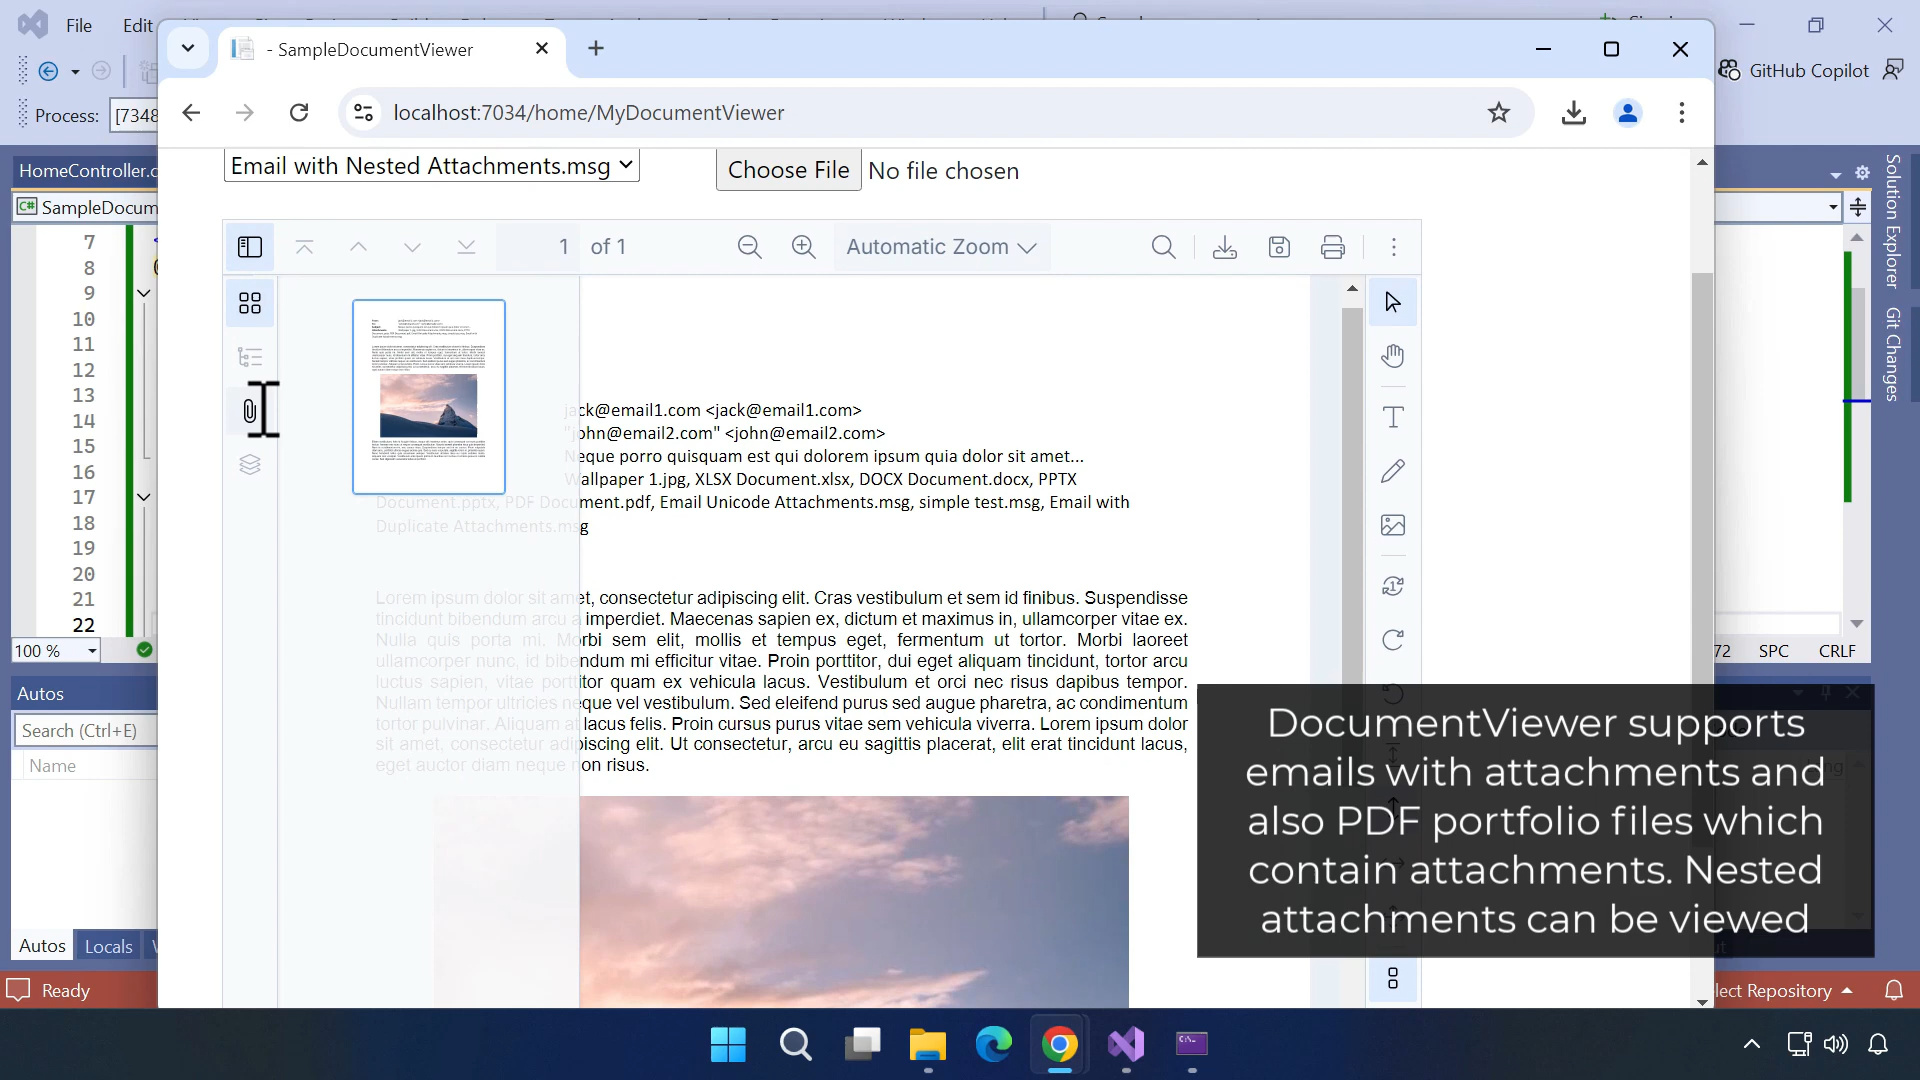 File
Edit
- SampleDocumentViewer
GitHub Copilot
Process:
[7348
localhost:7034/home/MyDocumentViewer
HomeController.c
SampleDocum
Email with Nested Attachments.msg
Choose File
No file chosen
1
of 1
Automatic Zoom
Solution Explorer
Git Changes
7
8
9
10
11
12
13
14
15
16
17
18
19
20
21
22
100 %
jack@email1.com <jack@email1.com>
"john@email2.com" <john@email2.com>
Neque porro quisquam est qui dolorem ipsum quia dolor sit amet...
Wallpaper 1.jpg, XLSX Document.xlsx, DOCX Document.docx, PPTX
Document.pptx, PDF Document.pdf, Email Unicode Attachments.msg, simple test.msg, Email with
Duplicate Attachments.msg
Lorem ipsum dolor sit amet, consectetur adipiscing elit. Cras vestibulum et sem id finibus. Suspendisse
tincidunt bibendum arcu a imperdiet. Maecenas sapien ex, dictum et maximus in, ullamcorper vitae ex.
Nulla quis porta mi. Morbi sem elit, mollis et tempus eget, fermentum ut tortor. Morbi laoreet
ullamcorper nunc, id bibendum mi efficitur vitae. Proin porttitor, dui eget aliquam tincidunt, tortor arcu
luctus sapien, vitae porttitor quam ex vehicula lacus. Vestibulum et orci nec risus dapibus tempor.
Nullam tempor ultricies neque vel vestibulum. Sed eleifend purus sed augue pharetra, ac condimentum
tortor pulvinar. Aliquam at lacus felis. Proin cursus purus vitae sem vehicula viverra. Lorem ipsum dolor
sit amet, consectetur adipiscing elit. Ut consectetur, arcu eu sagittis placerat, elit erat tincidunt lacus,
eget auctor diam neque non risus.
72
SPC
CRLF
Autos
Search (Ctrl+E)
Name
Autos
Locals
DocumentViewer supports
emails with attachments and
also PDF portfolio files which
contain attachments. Nested
attachments can be viewed
Ready
lect Repository